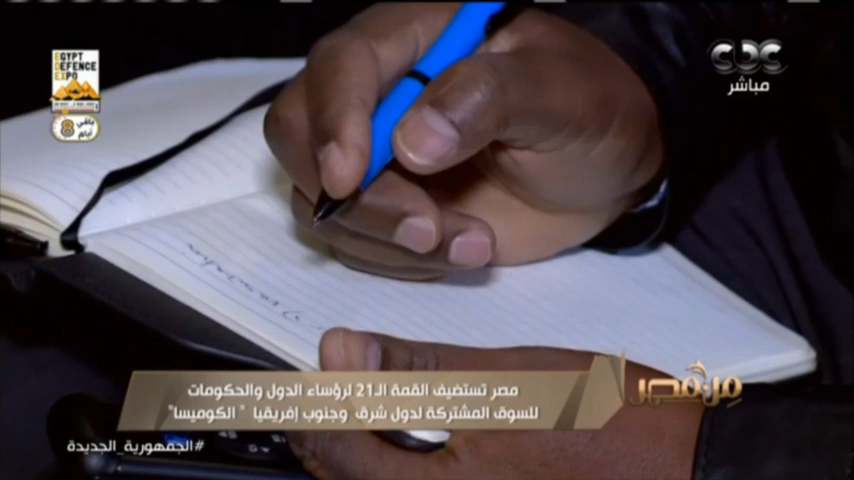 EGYPT
DEFENCE
EXPO
باقي
8
أيام
CBC
مباشر
مصر تستضيف القمة الـ21 لرؤساء الدول والحكومات
للسوق المشتركة لدول شرق وجنوب إفريقيا " الكوميسا"
من مصر
#الجمهورية_الجديدة